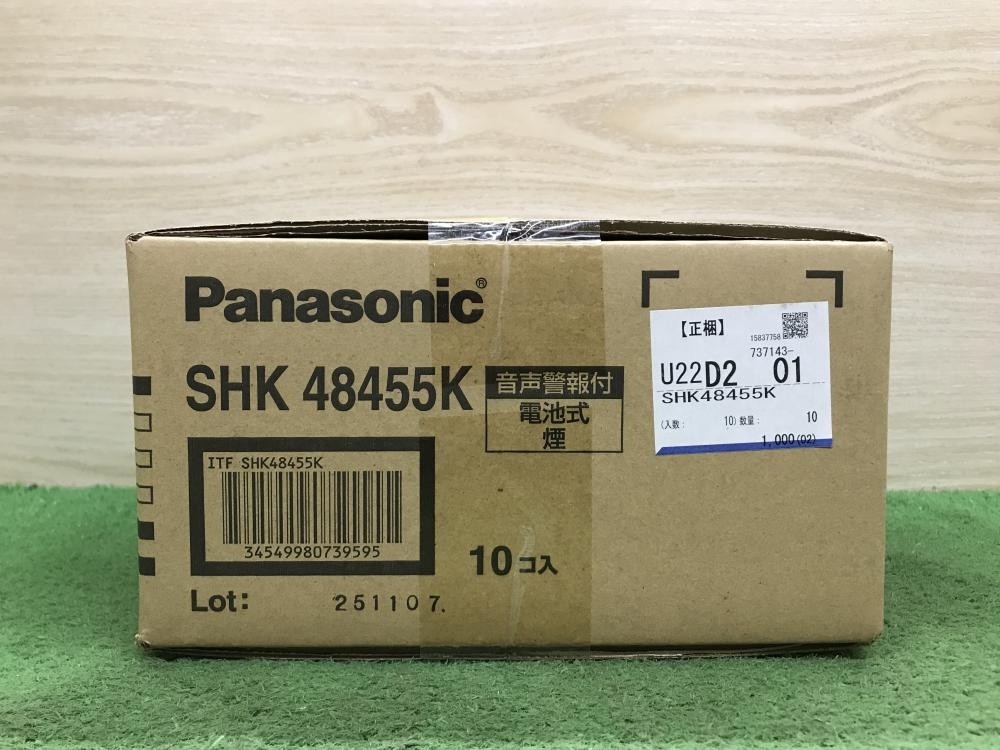 Panasonic®
SHK 48455K
音声警報付
電池式
煙
ITF SHK48455K
34549980739595
10コ入
Lot: 251107.
【正梱】
15837758
737143-
U22D2 01
SHK48455K
(入数: 10) 数量: 10
1,000(02)